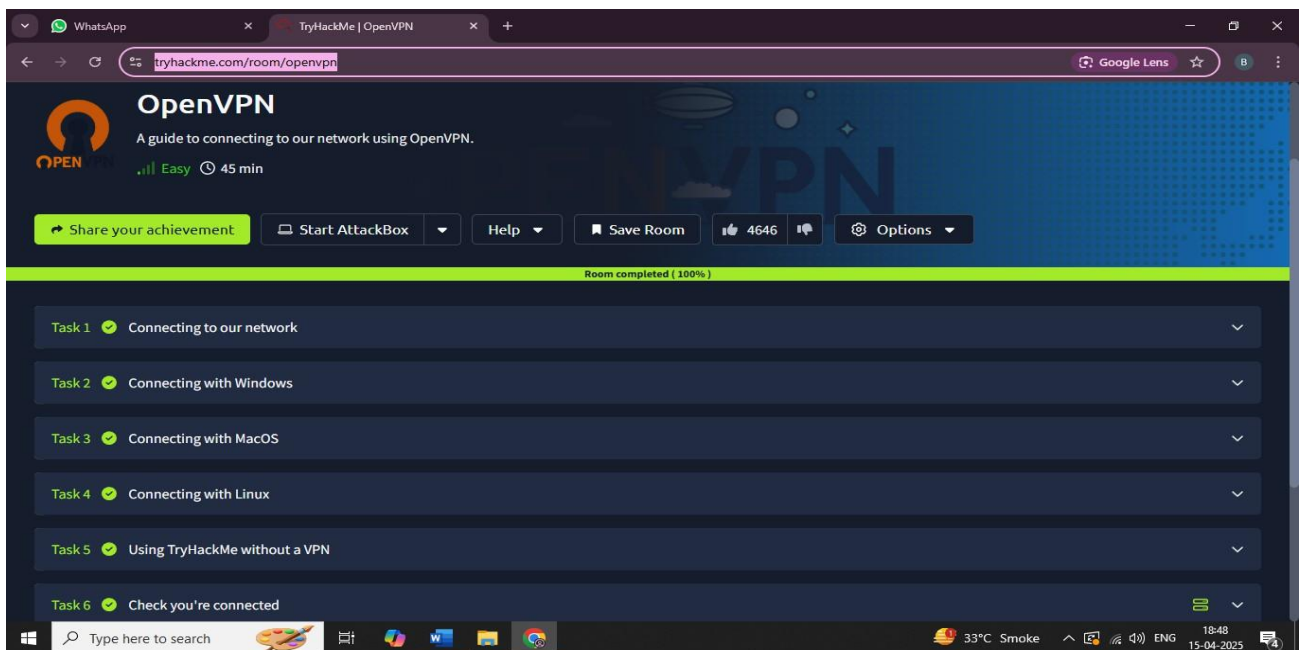 WhatsApp
TryHackMe | OpenVPN
tryhackme.com/room/openvpn
Google Lens
B
OpenVPN
A guide to connecting to our network using OpenVPN.
OPENVPN
Easy 45 min
Share your achievement Start AttackBox Help Save Room 4646 Options
Room completed ( 100% )
Task 1 Connecting to our network
Task 2 Connecting with Windows
Task 3 Connecting with MacOS
Task 4 Connecting with Linux
Task 5 Using TryHackMe without a VPN
Task 6 Check you're connected
Type here to search
33°C Smoke
ENG
18:48
15-04-2025
4